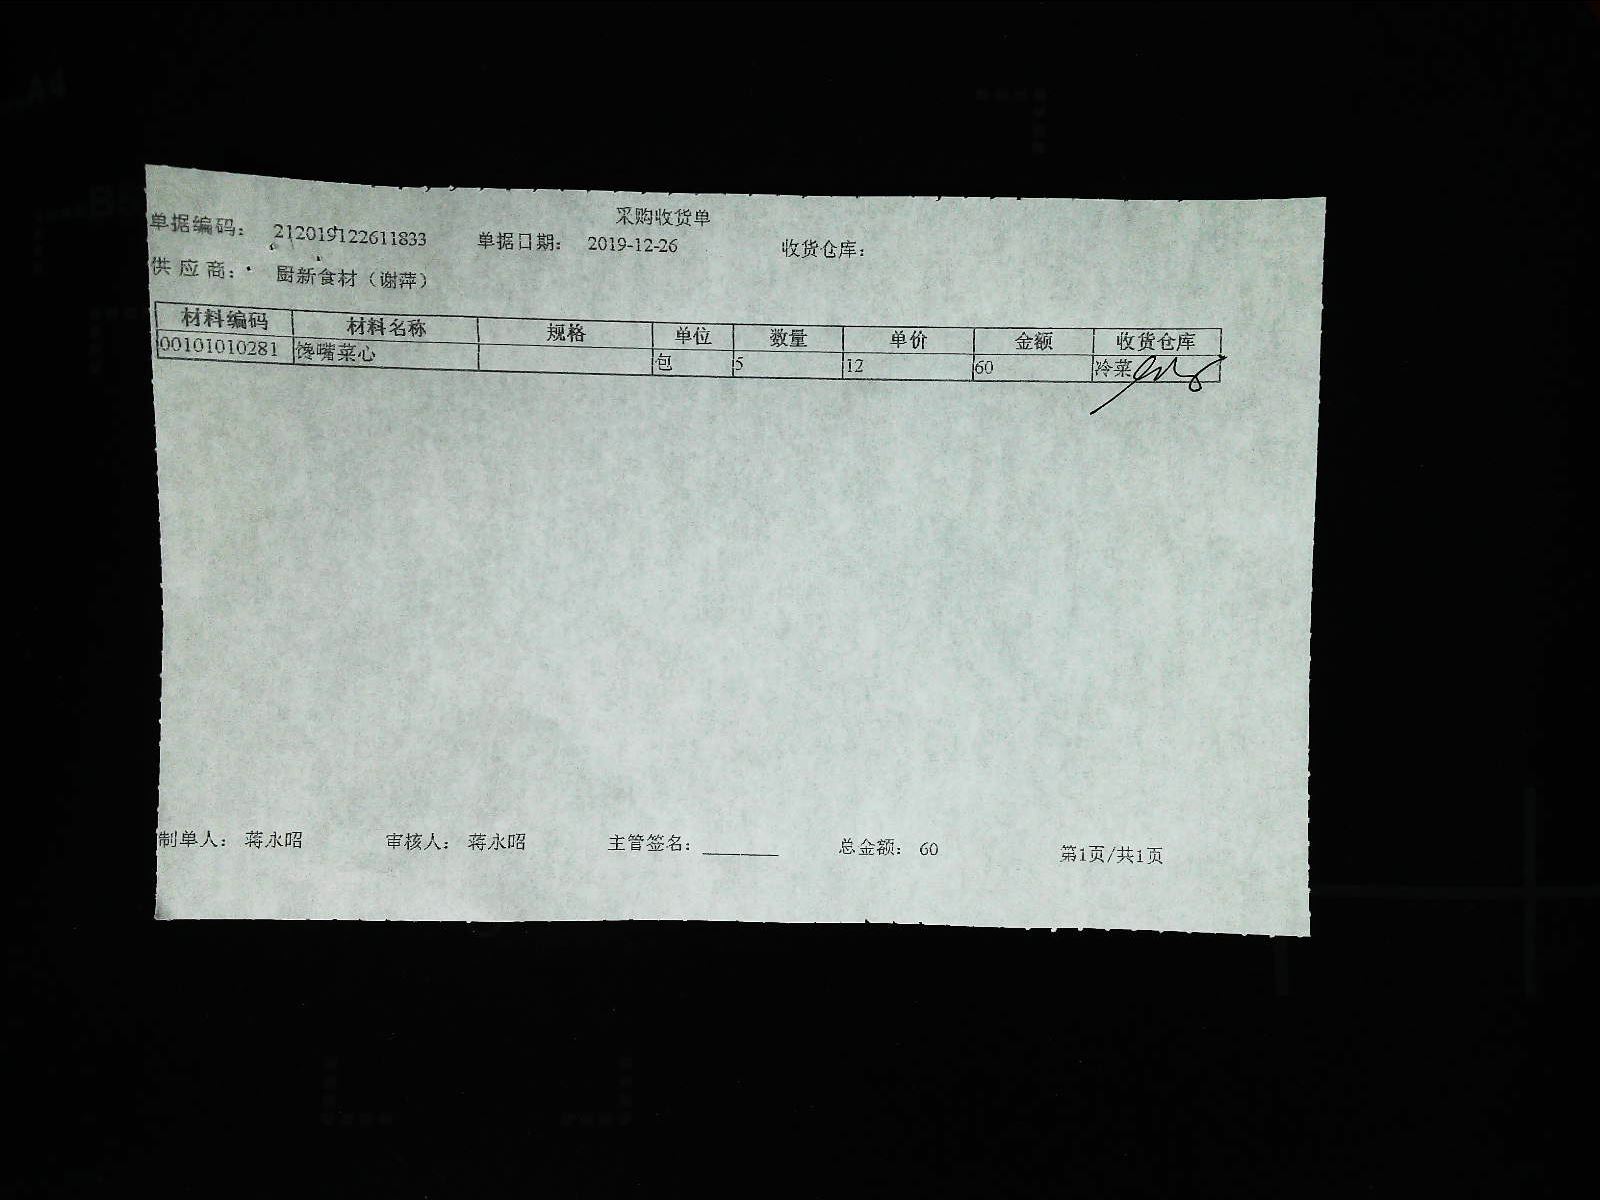 采购收货单
单据编码： 212019122611833 单据日期： 2019-12-26 收货仓库：
供应商： 厨新食材（谢萍）
材料编码 材料名称 规格 单位 数量 单价 金额 收货仓库
00101010281 馋嘴菜心 包 5 12 60 冷菜
制单人： 蒋永昭 审核人： 蒋永昭 主管签名：________ 总金额： 60 第1页/共1页